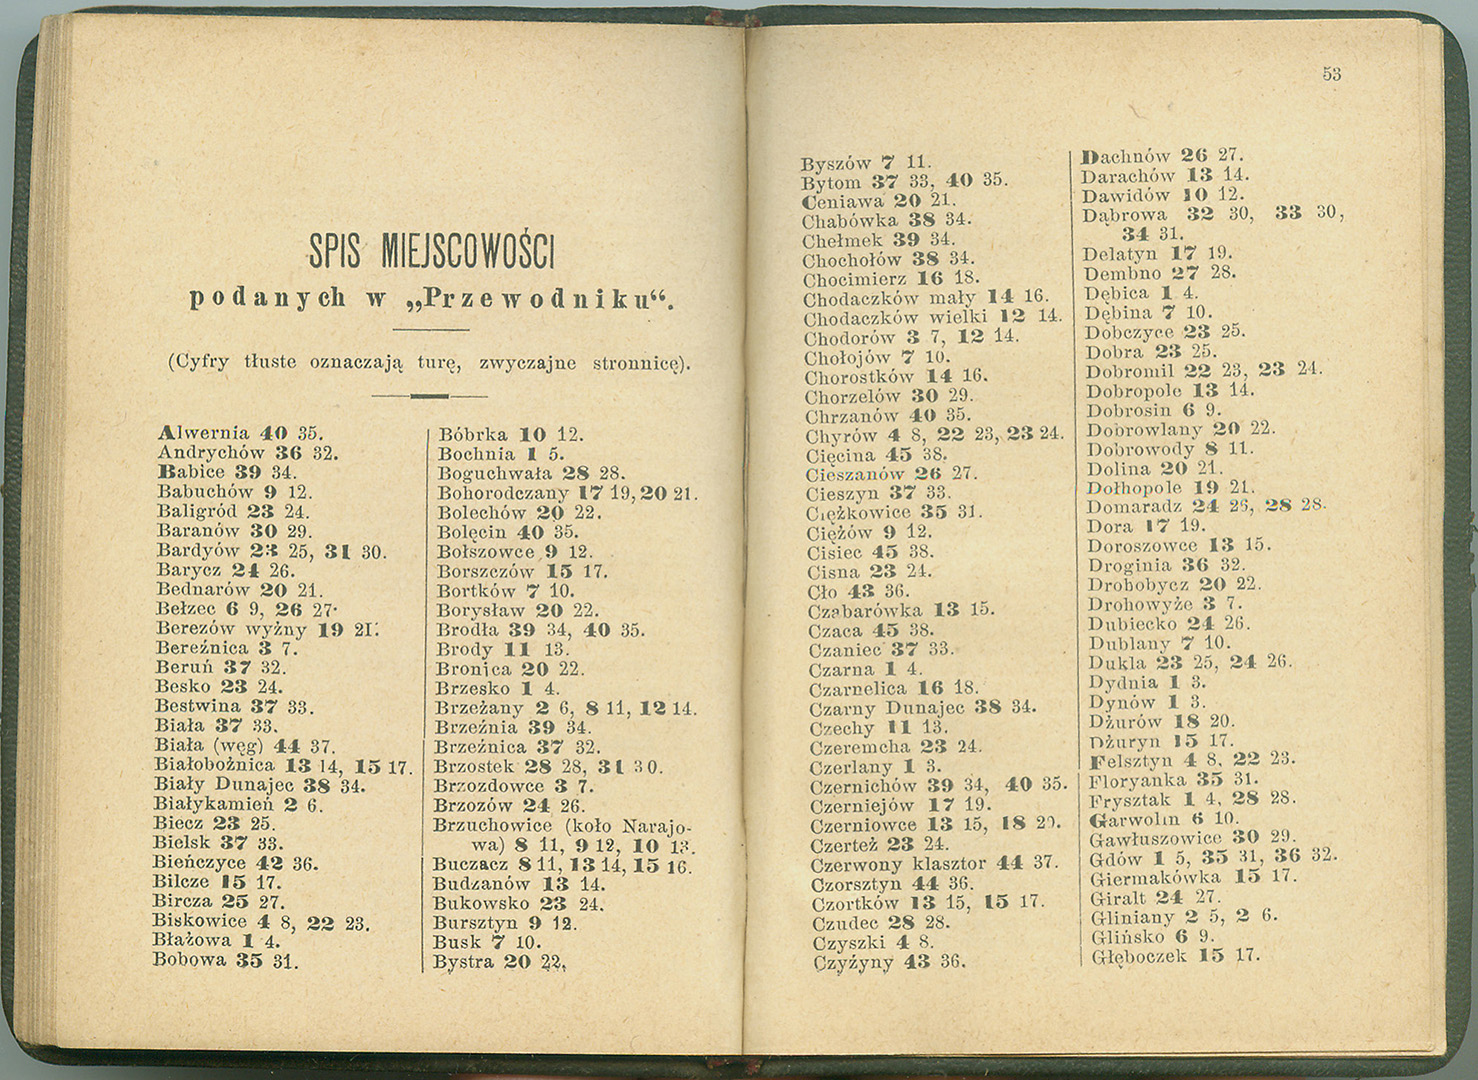 SPIS MIEJSCOWOŚCI
podanych w „Przewodniku“.
(Cyfry tłuste oznaczają turę, zwyczajne stronnicę).
Alwernia 40 35.
Andrychów 36 32.
Babice 39 34.
Babuchów 9 12.
Baligród 23 24.
Baranów 30 29.
Bardyów 23 25, 31 30.
Barycz 24 26.
Bednarów 20 21.
Bełzec 6 9, 26 27.
Berezów wyżny 19 21.
Bereźnica 3 7.
Beruń 37 32.
Besko 23 24.
Bestwina 37 33.
Biała 37 33.
Biała (węg) 44 37.
Białobożnica 13 14, 15 17.
Biały Dunajec 38 34.
Białykamień 2 6.
Biecz 23 25.
Bielsk 37 33.
Bieńczyce 42 36.
Bilcze 15 17.
Bircza 25 27.
Biskowice 4 8, 22 23.
Błażowa 1 4.
Bobowa 35 31.
Bóbrka 10 12.
Bochnia 1 5.
Boguchwała 28 28.
Bohorodczany 17 19, 20 21.
Bolechów 20 22.
Bolęcin 40 35.
Bołszowce 9 12.
Borszczów 15 17.
Bortków 7 10.
Borysław 20 22.
Brodła 39 34, 40 35.
Brody 11 13.
Bronica 20 22.
Brzesko 1 4.
Brzeżany 2 6, 8 11, 12 14.
Brzeźnia 39 34.
Brzeźnica 37 32.
Brzostek 28 28, 31 30.
Brzozdowce 3 7.
Brzozów 24 26.
Brzuchowice (koło Narajo-
wa) 8 11, 9 12, 10 13.
Buczacz 8 11, 13 14, 15 16.
Budzanów 13 14.
Bukowsko 23 24.
Bursztyn 9 12.
Busk 7 10.
Bystra 20 22.
53
Byszów 7 11.
Bytom 37 33, 40 35.
Ceniawa 20 21.
Chabówka 38 34.
Chełmek 39 34.
Chochołów 38 34.
Chocimierz 16 18.
Chodaczków mały 14 16.
Chodaczków wielki 12 14.
Chodorów 3 7, 12 14.
Chołojów 7 10.
Chorostków 14 16.
Chorzelów 30 29.
Chrzanów 40 35.
Chyrów 4 8, 22 23, 23 24.
Cięcina 45 38.
Cieszanów 26 27.
Cieszyn 37 33.
Ciężkowice 35 31.
Ciężów 9 12.
Cisiec 45 38.
Cisna 23 24.
Cło 43 36.
Czabarówka 13 15.
Czaca 45 38.
Czaniec 37 33.
Czarna 1 4.
Czarnelica 16 18.
Czarny Dunajec 38 34.
Czechy 11 13.
Czeremcha 23 24.
Czerlany 1 3.
Czernichów 39 34, 40 35.
Czerniejów 17 19.
Czerniowce 13 15, 18 20.
Czerteż 23 24.
Czerwony klasztor 44 37.
Czorsztyn 44 36.
Czortków 13 15, 15 17.
Czudec 28 28.
Czyszki 4 8.
Czyżyny 43 36.
Dachnów 26 27.
Darachów 13 14.
Dawidów 10 12.
Dąbrowa 32 30, 33 30,
34 31.
Delatyn 17 19.
Dembno 27 28.
Dębica 1 4.
Dębina 7 10.
Dobczyce 23 25.
Dobra 23 25.
Dobromil 22 23, 23 24.
Dobropole 13 14.
Dobrosin 6 9.
Dobrowlany 20 22.
Dobrowody 8 11.
Dolina 20 21.
Dołhopole 19 21.
Domaradz 24 26, 28 28.
Dora 17 19.
Doroszowce 13 15.
Droginia 36 32.
Drohobycz 20 22.
Drohowyże 3 7.
Dubiecko 24 26.
Dublany 7 10.
Dukla 23 25, 24 26.
Dydnia 1 3.
Dynów 1 3.
Dżurów 18 20.
Dżuryn 15 17.
Felsztyn 4 8, 22 23.
Floryanka 35 31.
Frysztak 1 4, 28 28.
Garwolin 6 10.
Gawłuszowice 30 29.
Gdów 1 5, 35 31, 36 32.
Giermakówka 15 17.
Giralt 24 27.
Gliniany 2 5, 2 6.
Glińsko 6 9.
Głęboczek 15 17.